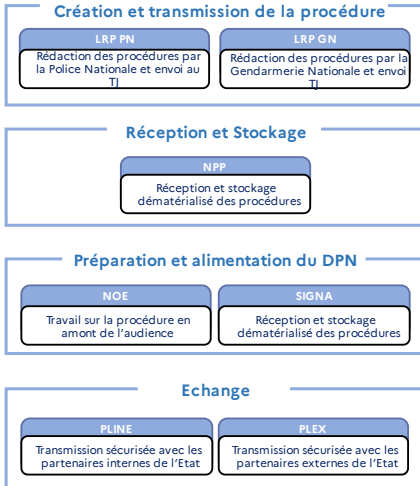 Création et transmission de la procédure
LRP PN
Rédaction des procédures par
la Police Nationale et envoi au
TJ
LRP GN
Rédaction des procédures par la
Gendarmerie Nationale et envoi
TJ
Réception et Stockage
NPP
Réception et stockage
dématérialisé des procédures
Préparation et alimentation du DPN
NOE
Travail sur la procédure en
amont de l'audience
SIGNA
Réception et stockage
dématérialisé des procédures
Echange
PLINE
Transmission sécurisée avec les
partenaires internes de l'Etat
PLEX
Transmission sécurisée avec les
partenaires externes de l'Etat